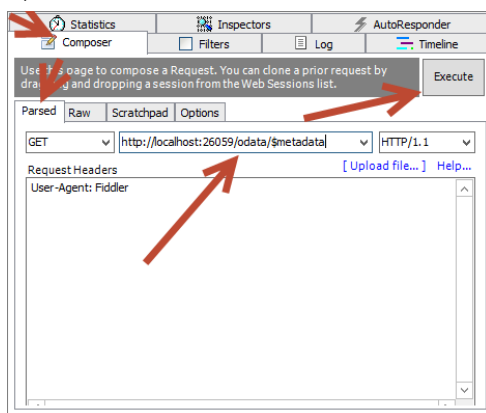 Statistics Inspectors AutoResponder
Composer Filters Log Timeline
Use this page to compose a Request. You can clone a prior request by
dragging and dropping a session from the Web Sessions list.
Execute
Parsed Raw Scratchpad Options
GET http://localhost:26059/odata/$metadata HTTP/1.1
Request Headers [ Upload file... ] Help...
User-Agent: Fiddler